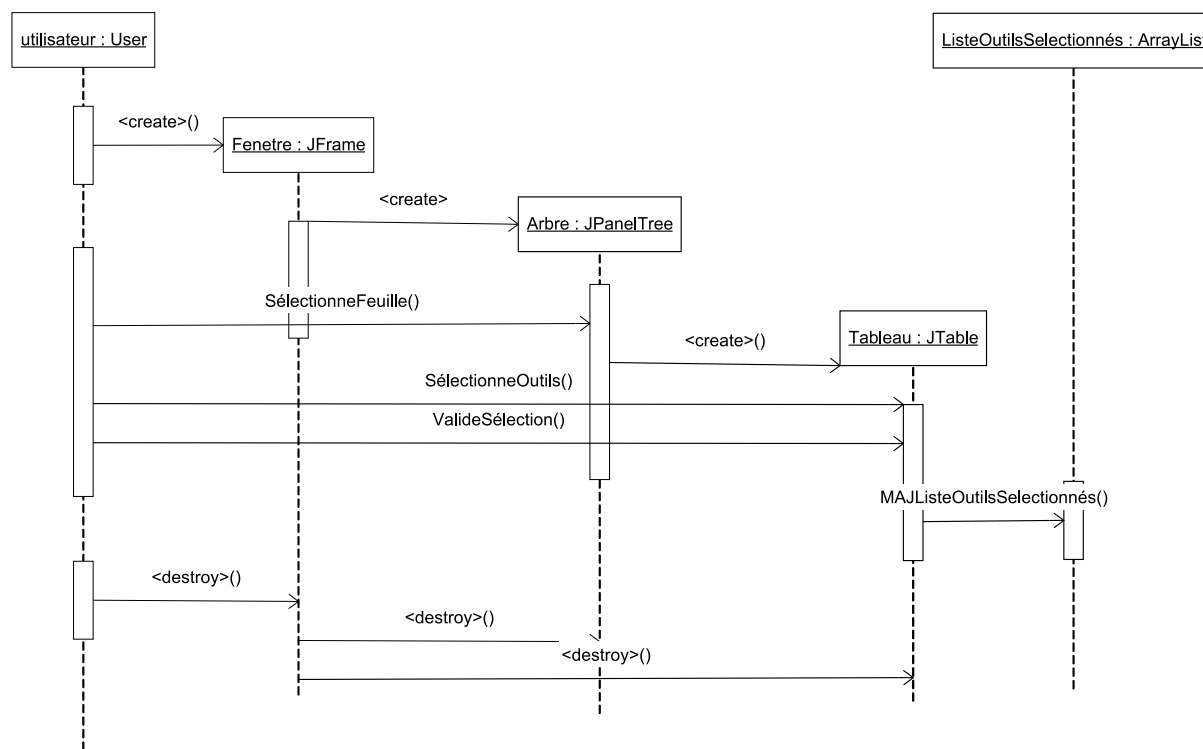 utilisateur : User
ListeOutilsSelectionnés : ArrayList
<create>()
Fenetre : JFrame
<create>
Arbre : JPanelTree
SélectionneFeuille()
Tableau : JTable
<create>()
SélectionneOutils()
ValideSélection()
MAJListeOutilsSelectionnés()
<destroy>()
<destroy>()
<destroy>()